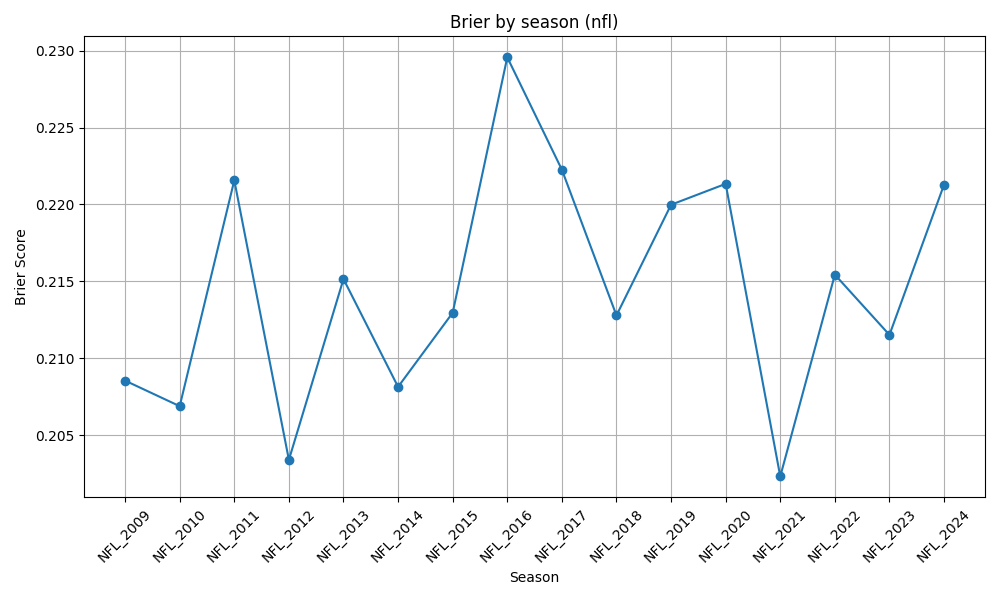 Brier by season (nfl)
Brier Score
0.230
0.225
0.220
0.215
0.210
0.205
NFL_2009
NFL_2010
NFL_2011
NFL_2012
NFL_2013
NFL_2014
NFL_2015
NFL_2016
NFL_2017
NFL_2018
NFL_2019
NFL_2020
NFL_2021
NFL_2022
NFL_2023
NFL_2024
Season